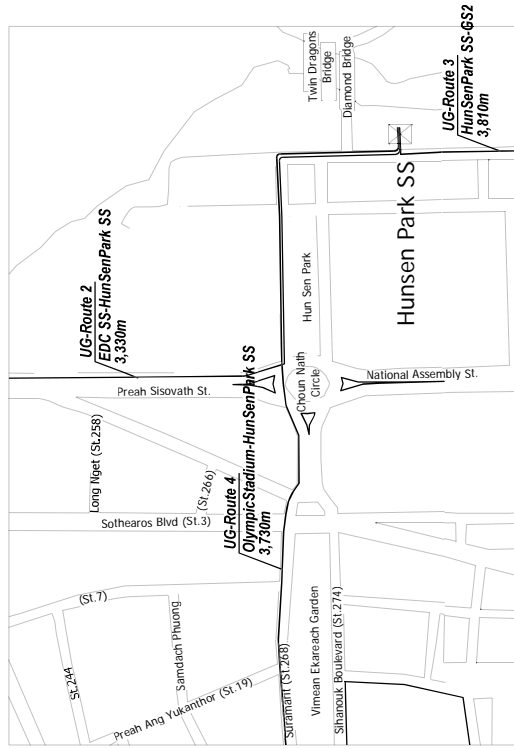 Twin Dragons
Bridge
Diamond Bridge
UG-Route 3
HunSenPark SS-GS2
3,810m
Hunsen Park SS
Hun Sen Park
UG-Route 2
EDC SS-HunSenPark SS
3,330m
Preah Sisovath St.
Choun Nath
Circle
National Assembly St.
Long Nget (St.258)
(St.266)
UG-Route 4
OlympicStadium-HunSenPark SS
3,730m
Sothearos Blvd (St.3)
(St.7)
St.244
Samdach Phuong
Preah Ang Yukanthor (St.19)
Suramarit (St.268)
Vimean Ekareach Garden
Sihanouk Boulevard (St.274)